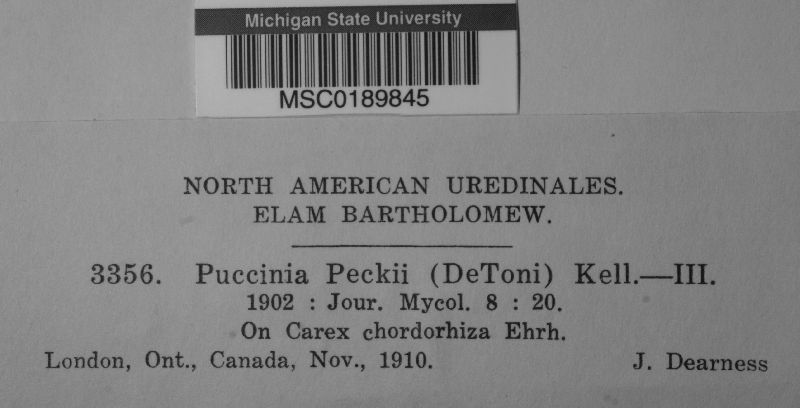 Michigan State University
MSC0189845
NORTH AMERICAN UREDINALES.
ELAM BARTHOLOMEW.
3356. Puccinia Peckii (DeToni) Kell.—III.
1902 : Jour. Mycol. 8 : 20.
On Carex chordorhiza Ehrh.
London, Ont., Canada, Nov., 1910. J. Dearness